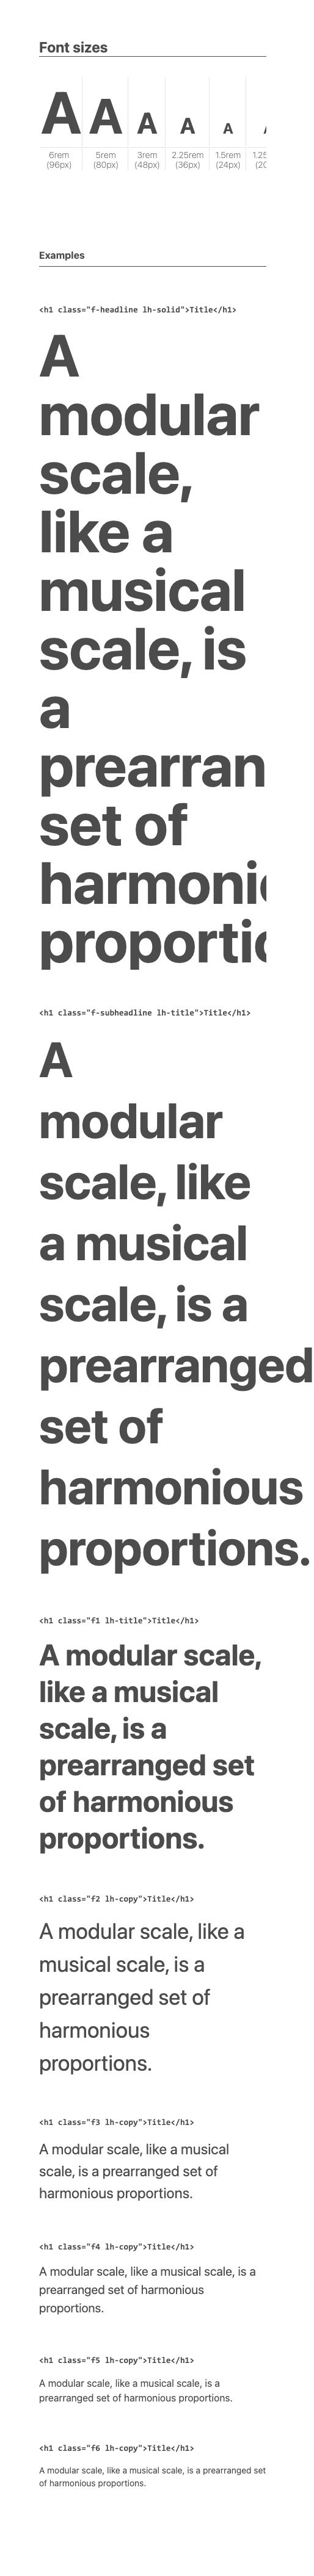 Font sizes
A A A A A
6rem 5rem 3rem 2.25rem 1.5rem 1.25
(96px) (80px) (48px) (36px) (24px) (20
Examples
<h1 class="f-headline lh-solid">Title</h1>
A
modular
scale,
like a
musical
scale, is
a
prearran
set of
harmoni
proporti
<h1 class="f-subheadline lh-title">Title</h1>
A
modular
scale, like
a musical
scale, is a
prearranged
set of
harmonious
proportions.
<h1 class="f1 lh-title">Title</h1>
A modular scale,
like a musical
scale, is a
prearranged set
of harmonious
proportions.
<h1 class="f2 lh-copy">Title</h1>
A modular scale, like a
musical scale, is a
prearranged set of
harmonious
proportions.
<h1 class="f3 lh-copy">Title</h1>
A modular scale, like a musical
scale, is a prearranged set of
harmonious proportions.
<h1 class="f4 lh-copy">Title</h1>
A modular scale, like a musical scale, is a
prearranged set of harmonious
proportions.
<h1 class="f5 lh-copy">Title</h1>
A modular scale, like a musical scale, is a
prearranged set of harmonious proportions.
<h1 class="f6 lh-copy">Title</h1>
A modular scale, like a musical scale, is a prearranged set
of harmonious proportions.